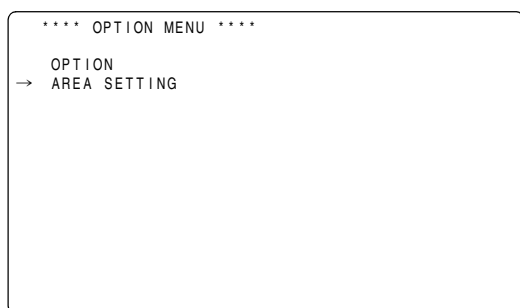 **** OPTION MENU ****
OPTION
→ AREA SETTING